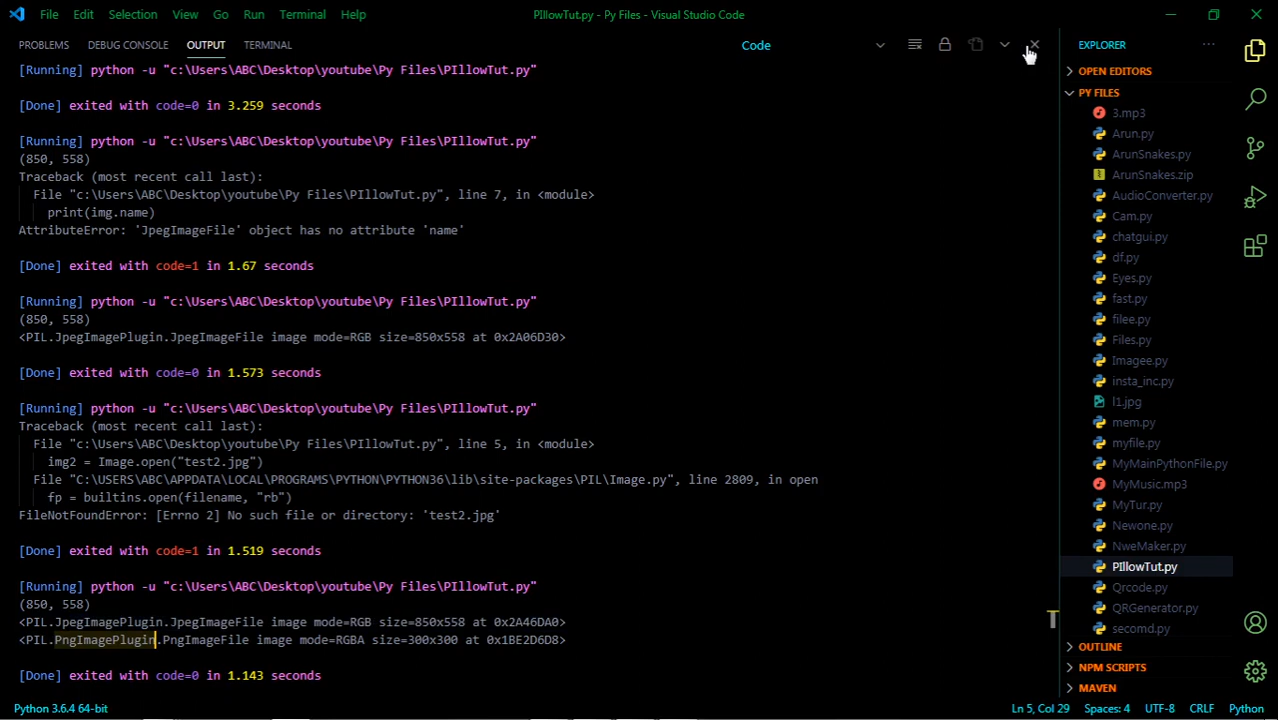 File Edit Selection View Go Run Terminal Help PIllowTut.py - Py Files - Visual Studio Code
PROBLEMS DEBUG CONSOLE OUTPUT TERMINAL Code
[Running] python -u "c:\Users\ABC\Desktop\youtube\Py Files\PIllowTut.py"
[Done] exited with code=0 in 3.259 seconds
[Running] python -u "c:\Users\ABC\Desktop\youtube\Py Files\PIllowTut.py"
(850, 558)
Traceback (most recent call last):
File "c:\Users\ABC\Desktop\youtube\Py Files\PIllowTut.py", line 7, in <module>
print(img.name)
AttributeError: 'JpegImageFile' object has no attribute 'name'
[Done] exited with code=1 in 1.67 seconds
[Running] python -u "c:\Users\ABC\Desktop\youtube\Py Files\PIllowTut.py"
(850, 558)
<PIL.JpegImagePlugin.JpegImageFile image mode=RGB size=850x558 at 0x2A06D30>
[Done] exited with code=0 in 1.573 seconds
[Running] python -u "c:\Users\ABC\Desktop\youtube\Py Files\PIllowTut.py"
Traceback (most recent call last):
File "c:\Users\ABC\Desktop\youtube\Py Files\PIllowTut.py", line 5, in <module>
img2 = Image.open("test2.jpg")
File "C:\USERS\ABC\APPDATA\LOCAL\PROGRAMS\PYTHON\PYTHON36\lib\site-packages\PIL\Image.py", line 2809, in open
fp = builtins.open(filename, "rb")
FileNotFoundError: [Errno 2] No such file or directory: 'test2.jpg'
[Done] exited with code=1 in 1.519 seconds
[Running] python -u "c:\Users\ABC\Desktop\youtube\Py Files\PIllowTut.py"
(850, 558)
<PIL.JpegImagePlugin.JpegImageFile image mode=RGB size=850x558 at 0x2A46DA0>
<PIL.PngImagePlugin.PngImageFile image mode=RGBA size=300x300 at 0x1BE2D6D8>
[Done] exited with code=0 in 1.143 seconds
EXPLORER
OPEN EDITORS
PY FILES
3.mp3
Arun.py
ArunSnakes.py
ArunSnakes.zip
AudioConverter.py
Cam.py
chatgui.py
df.py
Eyes.py
fast.py
filee.py
Files.py
Imagee.py
insta_inc.py
l1.jpg
mem.py
myfile.py
MyMainPythonFile.py
MyMusic.mp3
MyTur.py
Newone.py
NweMaker.py
PIllowTut.py
Qrcode.py
QRGenerator.py
secomd.py
OUTLINE
NPM SCRIPTS
MAVEN
Python 3.6.4 64-bit Ln 5, Col 29 Spaces: 4 UTF-8 CRLF Python